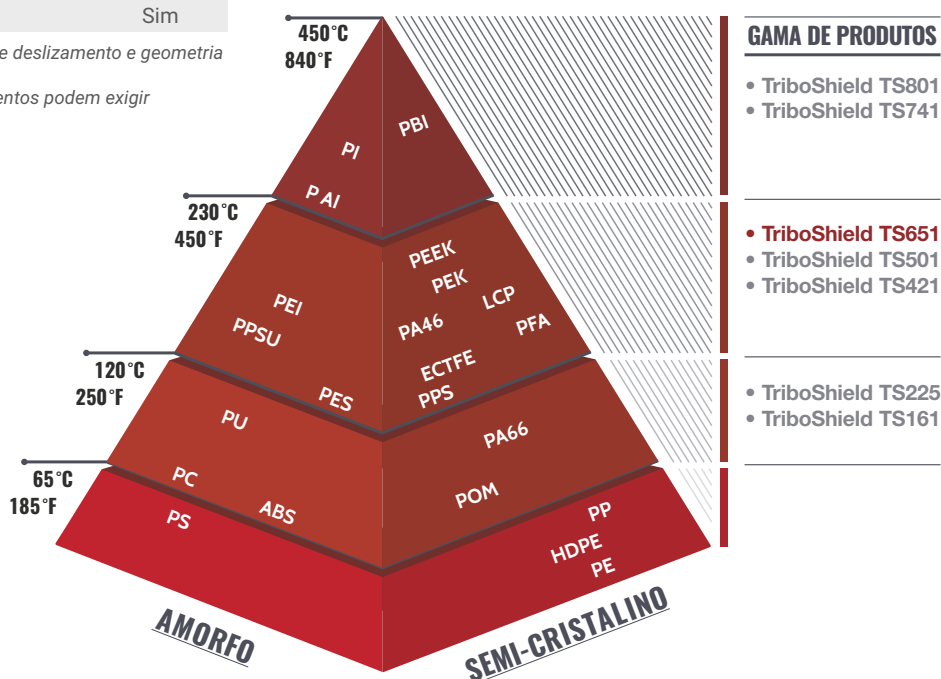 Sim
e deslizamento e geometria
entos podem exigir
450°C
840°F
GAMA DE PRODUTOS
• TriboShield TS801
• TriboShield TS741
PBI
PI
P AI
230°C
450°F
• TriboShield TS651
• TriboShield TS501
• TriboShield TS421
PEEK
PEK
LCP
PEI
PA46
PFA
PPSU
ECTFE
PPS
PES
120°C
250°F
• TriboShield TS225
• TriboShield TS161
PU
PA66
PC
POM
ABS
65°C
185°F
PS
PP
HDPE
PE
AMORFO
SEMI-CRISTALINO